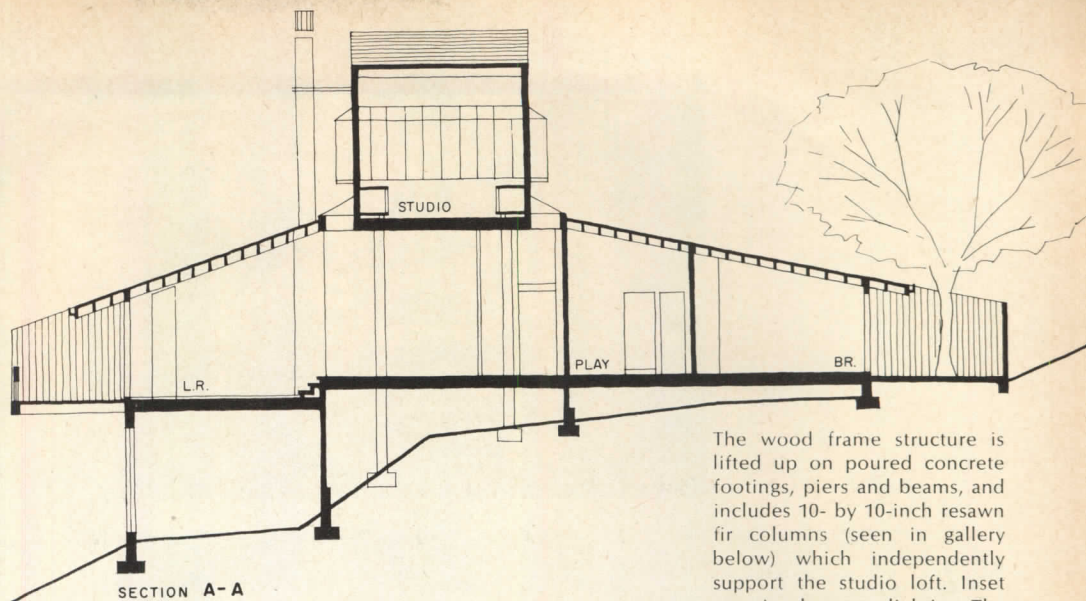 STUDIO
L.R.
PLAY
BR.
SECTION A-A
The wood frame structure is
lifted up on poured concrete
footings, piers and beams, and
includes 10- by 10-inch resawn
fir columns (seen in gallery
below) which independently
support the studio loft. Inset